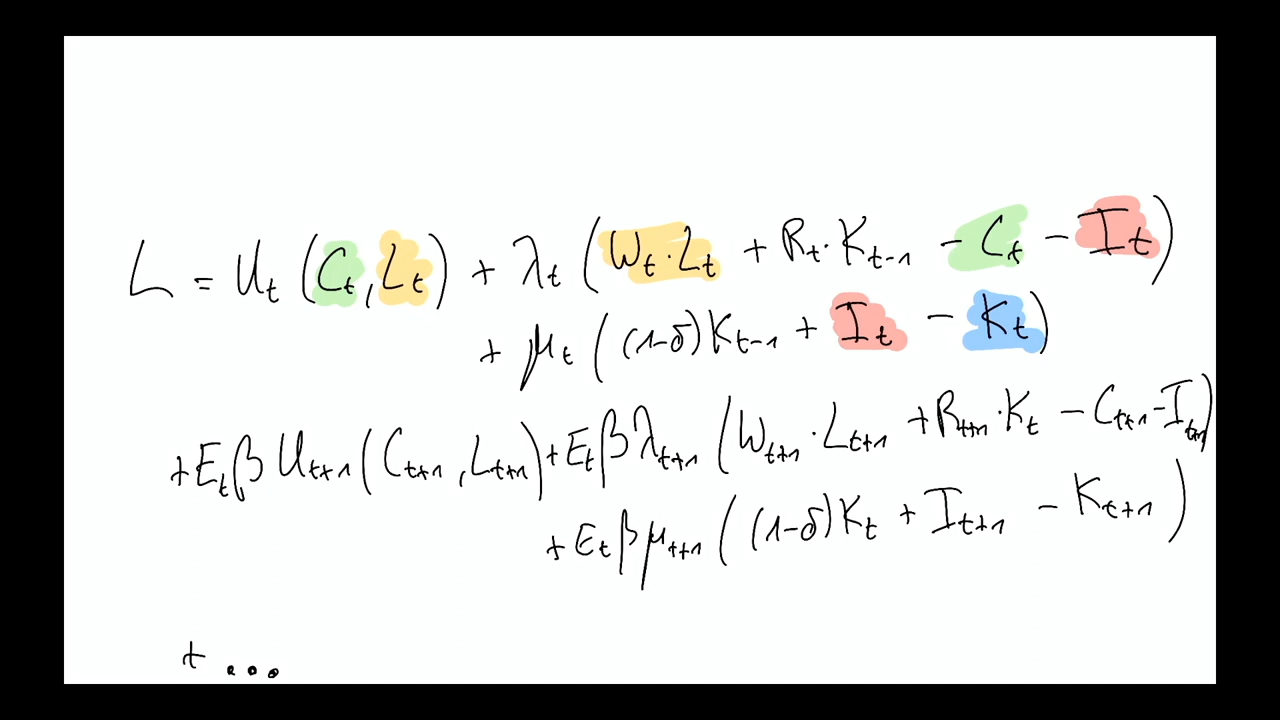 L = U_t (C_t, L_t) + λ_t (W_t · L_t + R_t · K_{t-1} - C_t - I_t)
+ μ_t ((1-δ)K_{t-1} + I_t - K_t)
+ E_t β U_{t+1} (C_{t+1}, L_{t+1}) + E_t β λ_{t+1} (W_{t+1} · L_{t+1} + R_{t+1} · K_t - C_{t+1} - I_{t+1})
+ E_t β μ_{t+1} ((1-δ)K_t + I_{t+1} - K_{t+1})
+ ...